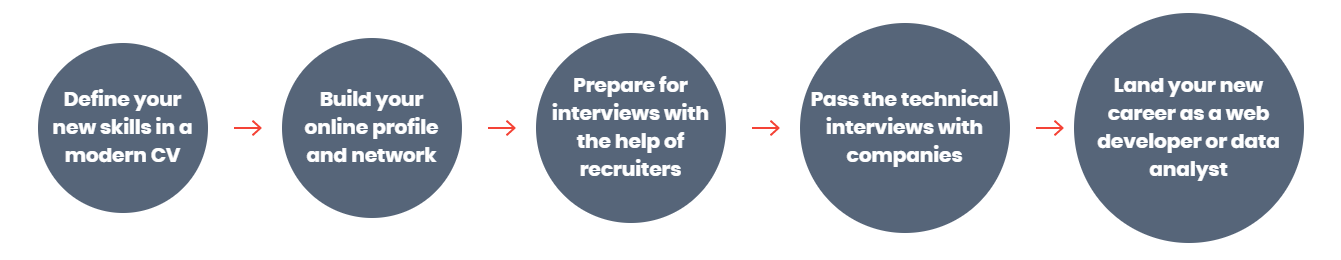 Define your
new skills in a
modern CV
Build your
online profile
and network
Prepare for
interviews with
the help of
recruiters
Pass the technical
interviews with
companies
Land your new
career as a web
developer or data
analyst